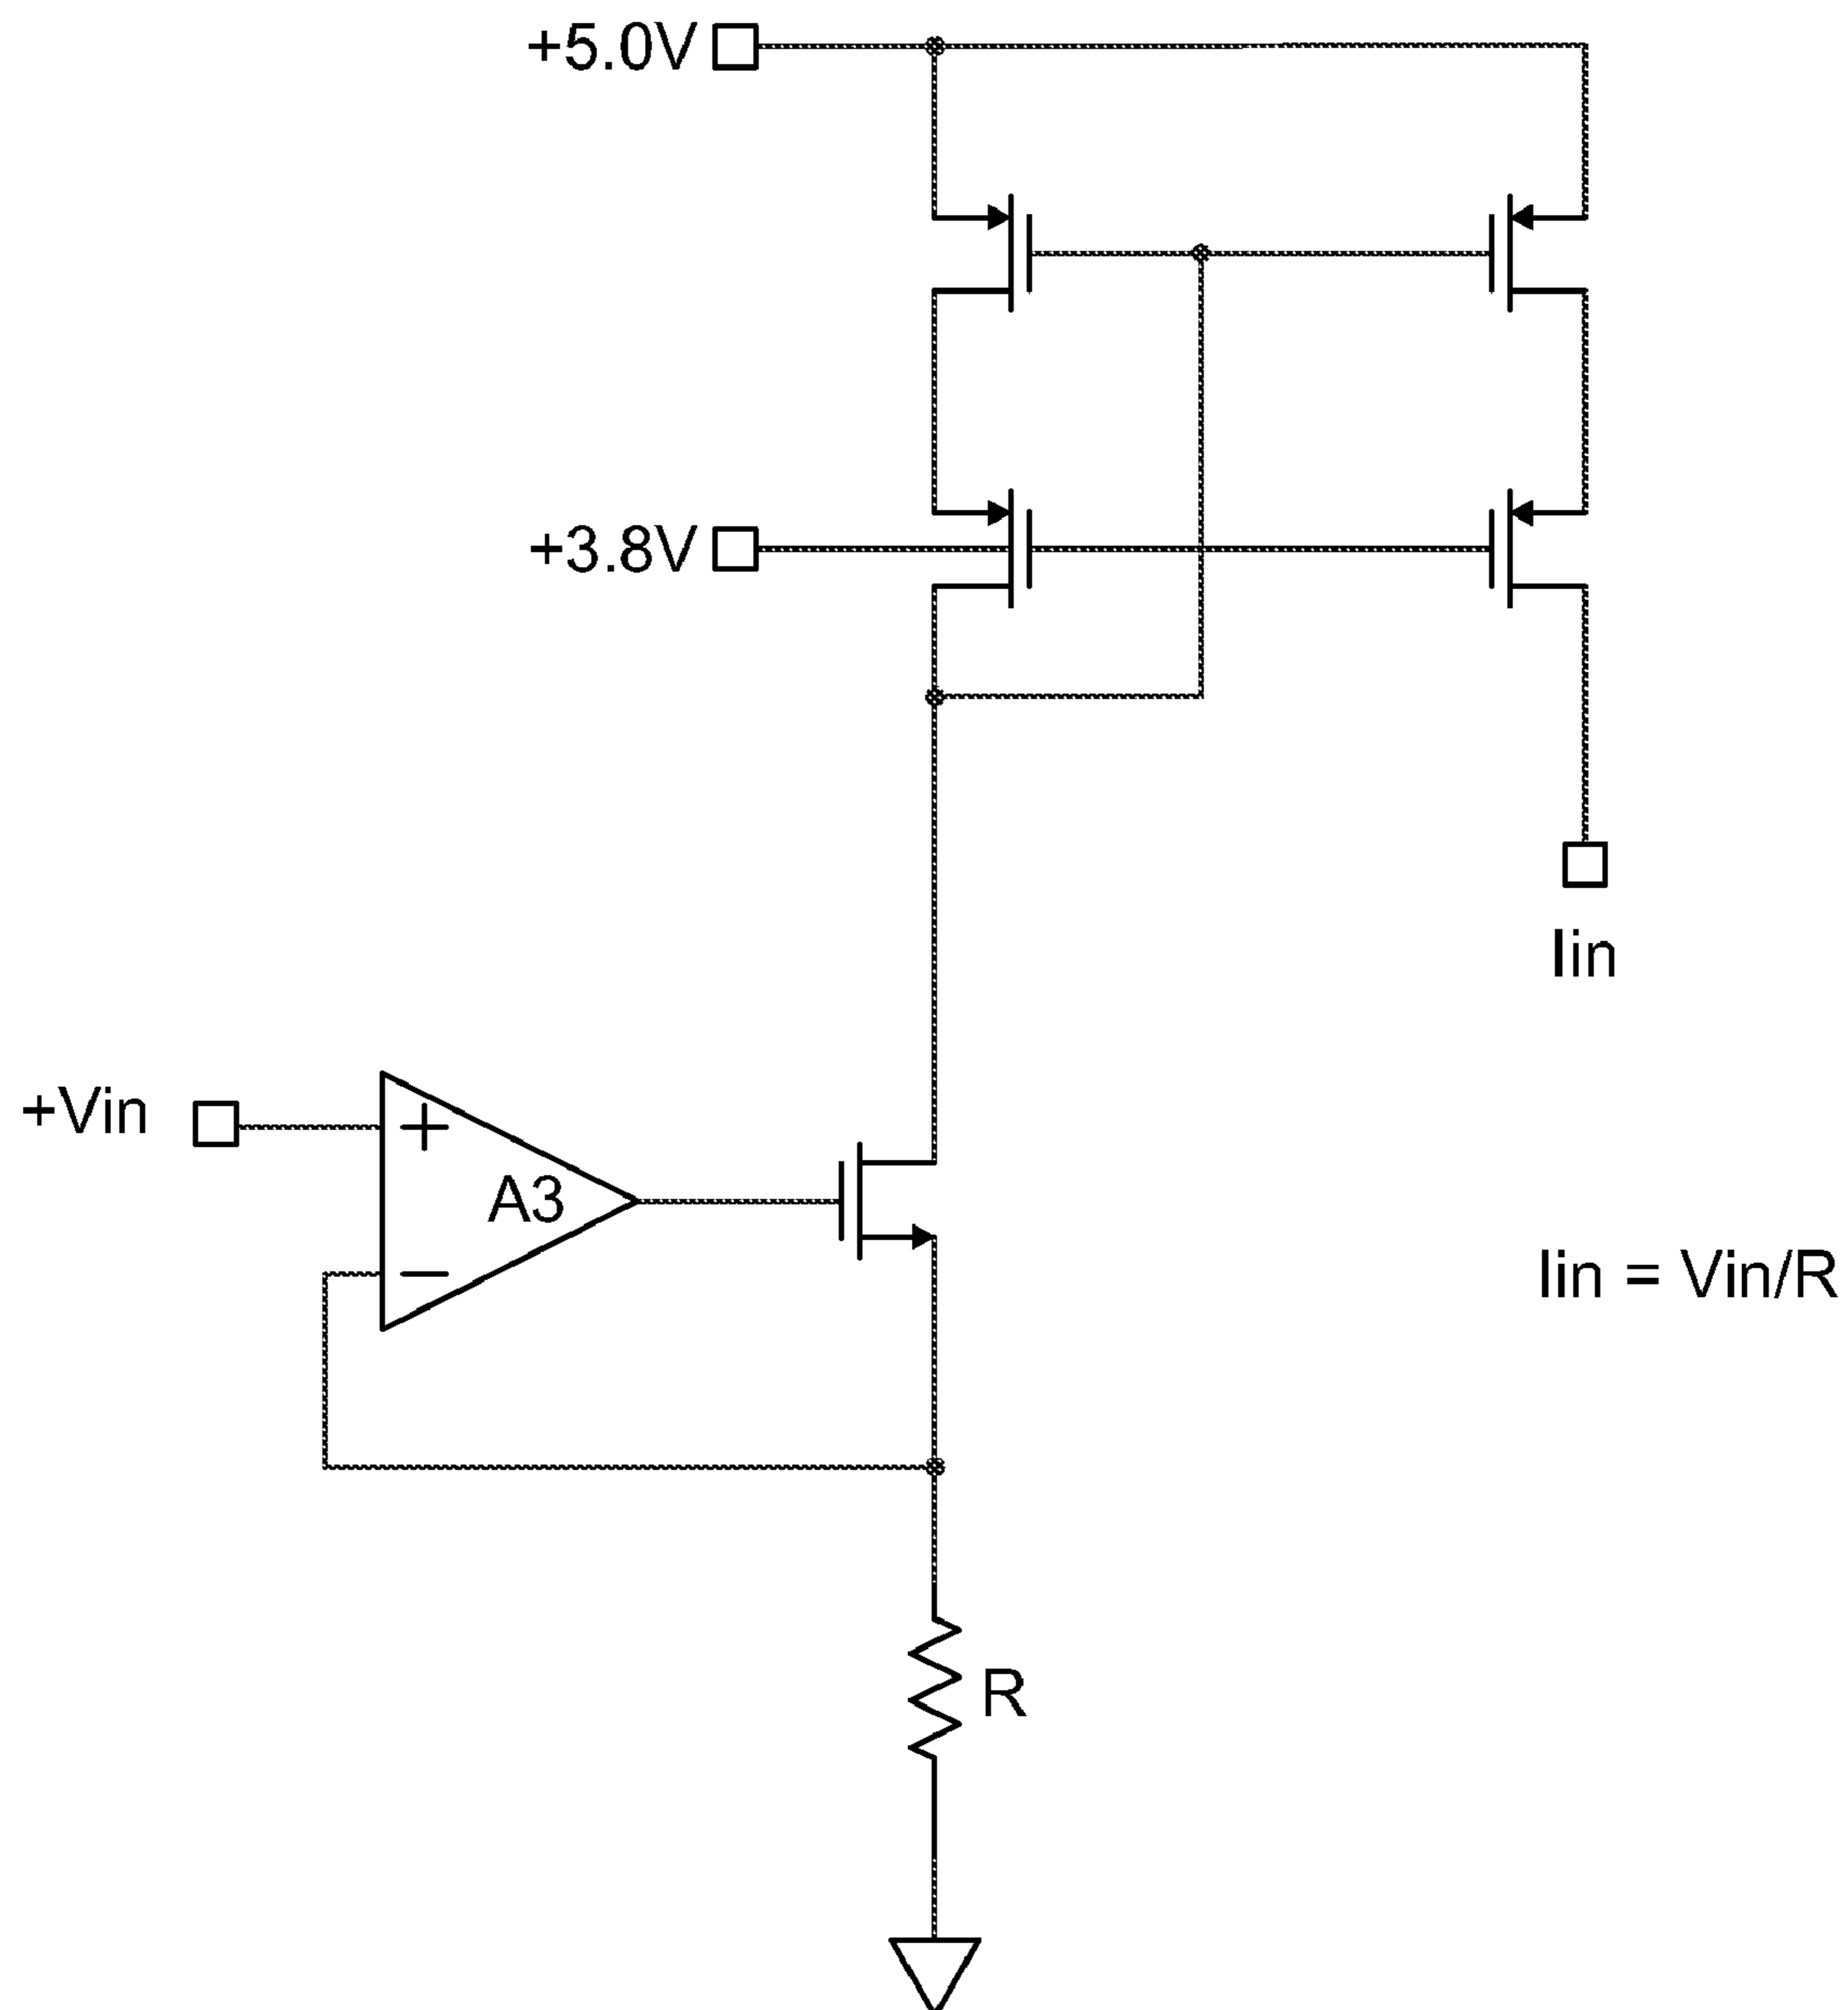 +5.0V
+3.8V
Iin
+Vin
A3
Iin = Vin/R
R